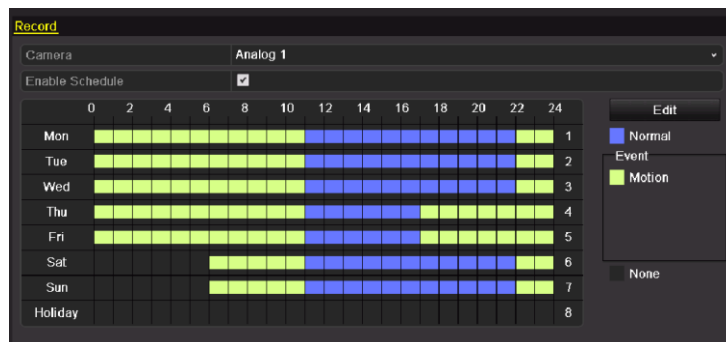 Record
Camera Analog 1
Enable Schedule
0 2 4 6 8 10 12 14 16 18 20 22 24
Mon 1
Tue 2
Wed 3
Thu 4
Fri 5
Sat 6
Sun 7
Holiday 8
Edit
Normal
Event
Motion
None